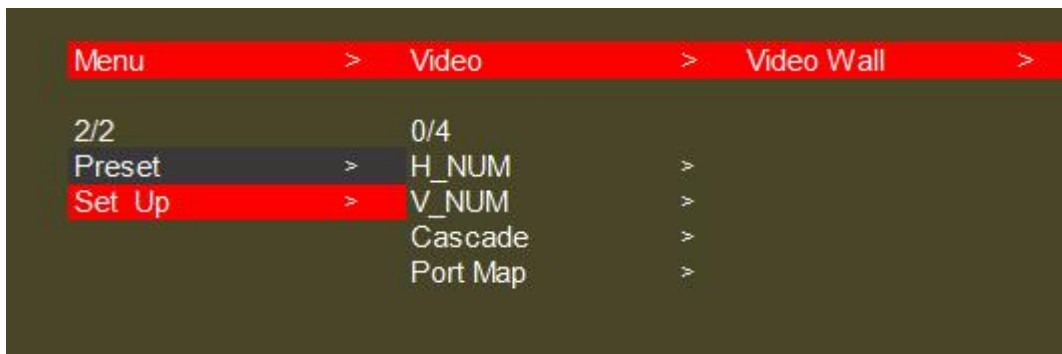 Menu > Video > Video Wall >
2/2 0/4
Preset > H_NUM >
Set Up > V_NUM >
Cascade >
Port Map >